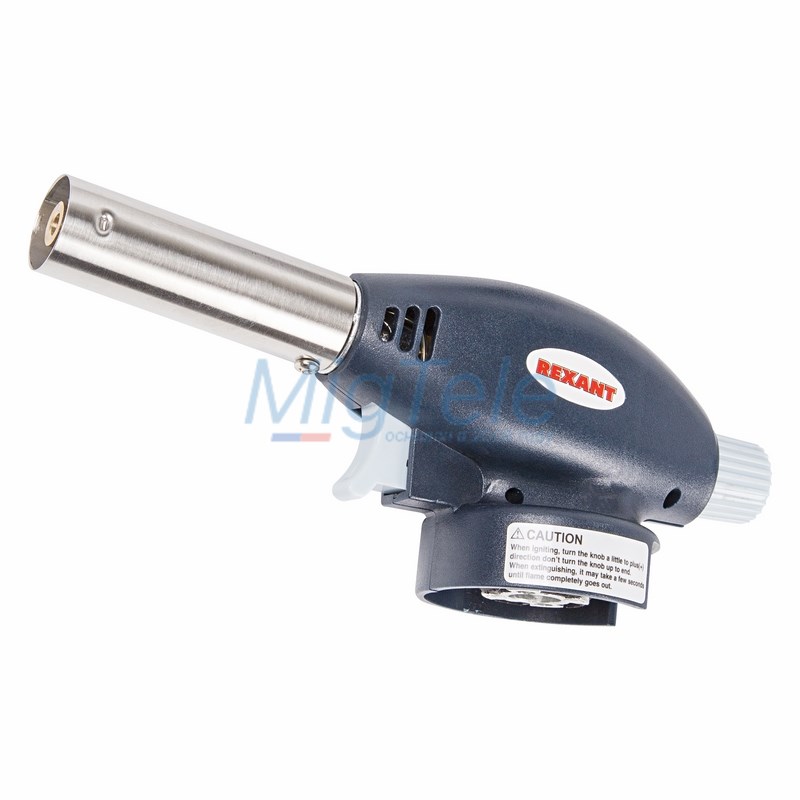 REXANT
MigTele
CAUTION
When igniting, turn the knob a little to plus(+)
direction don't turn the knob up to end.
When extinguishing, it may take a few seconds
until flame completely goes out.